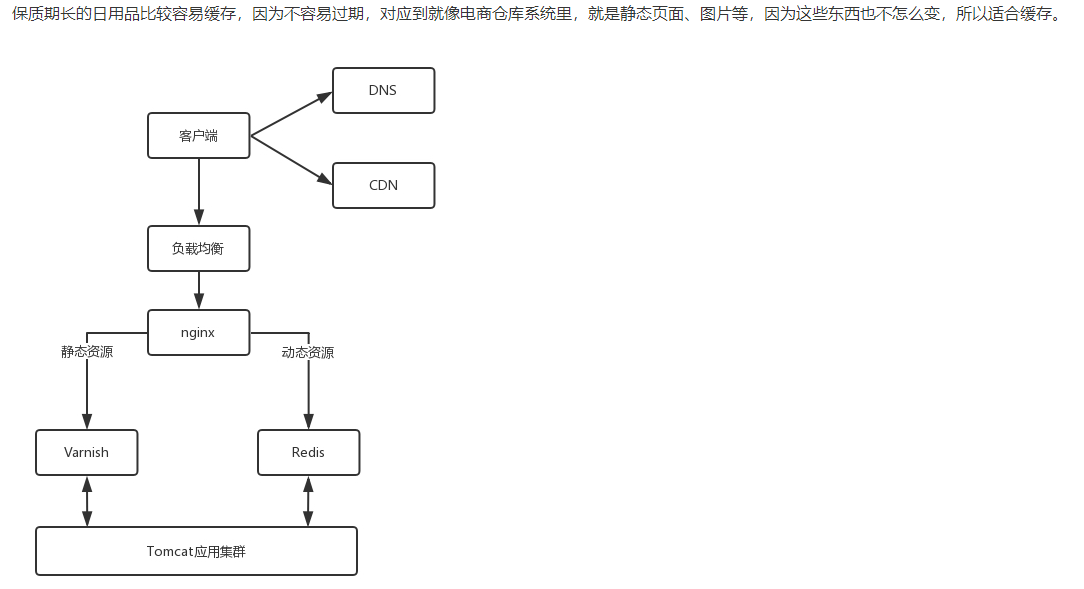 保质期长的日用品比较容易缓存，因为不容易过期，对应到就像电商仓库系统里，就是静态页面、图片等，因为这些东西也不怎么变，所以适合缓存。
DNS
客户端
CDN
负载均衡
nginx
静态资源
动态资源
Varnish
Redis
Tomcat应用集群